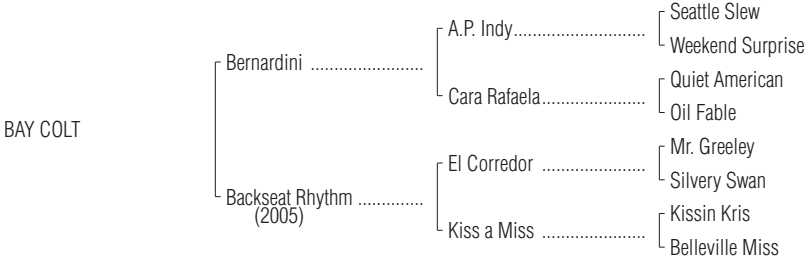 Seattle Slew
A.P. Indy..............................
Weekend Surprise
Bernardini ..........................
Quiet American
Cara Rafaela........................
Oil Fable
BAY COLT
Mr. Greeley
El Corredor ........................
Silvery Swan
Backseat Rhythm ...............
(2005)
Kissin Kris
Kiss a Miss ........................
Belleville Miss